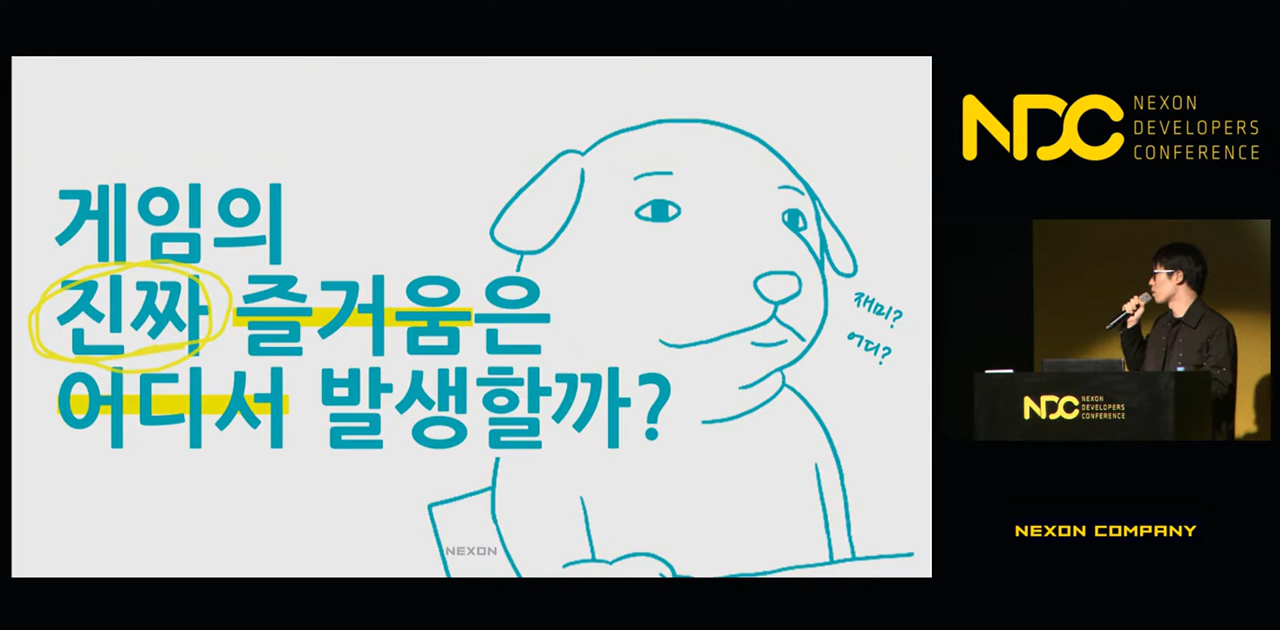 게임의
진짜 즐거움은
어디서 발생할까?
재미?
어디?
NEXON
NDC
NEXON
DEVELOPERS
CONFERENCE
NDC
NEXON
DEVELOPERS
CONFERENCE
NEXON COMPANY